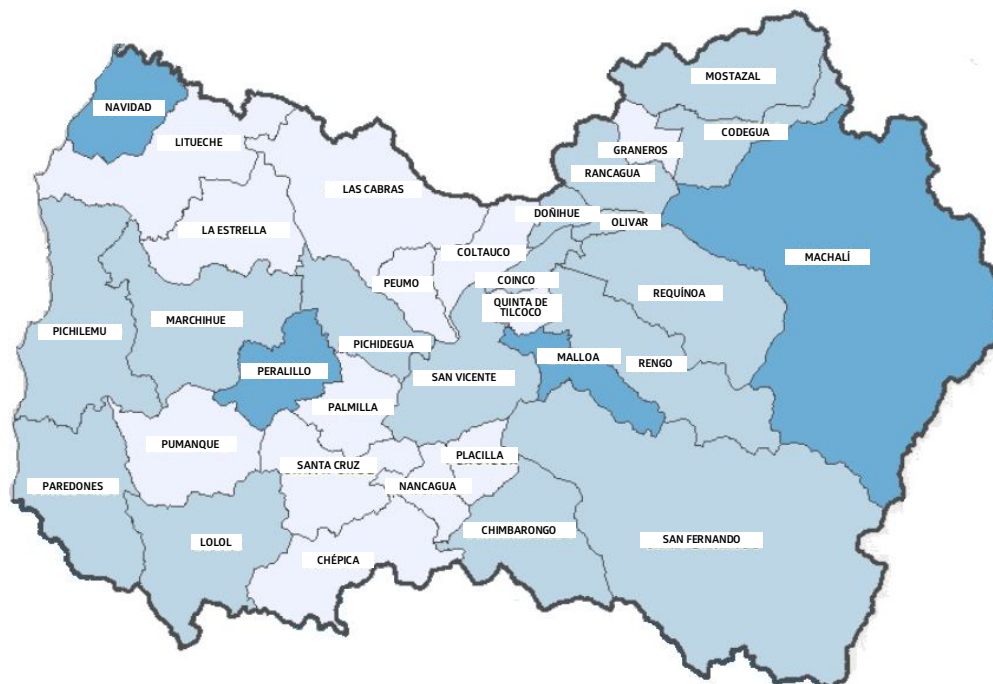 MOSTAZAL
NAVIDAD
CODEGUA
LITUECHE
GRANEROS
RANCAGUA
LAS CABRAS
DOÑIHUE
OLIVAR
LA ESTRELLA
COLTAUCO
MACHALÍ
PEUMO
COINCO
REQUÍNOA
QUINTA DE
TILCOCO
MARCHIHUE
PICHILEMU
PICHIDEGUA
MALLOA
RENGO
PERALILLO
SAN VICENTE
PALMILLA
PUMANQUE
PLACILLA
SANTA CRUZ
PAREDONES
NANCAGUA
CHIMBARONGO
LOLOL
SAN FERNANDO
CHÉPICA